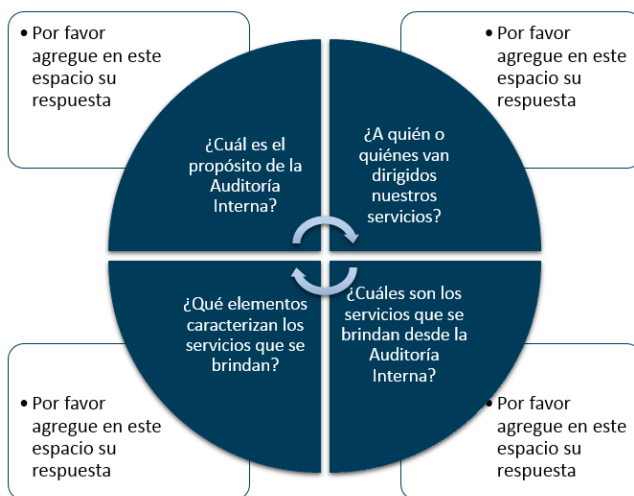 • Por favor
agregue en este
espacio su
respuesta
• Por favor
agregue en este
espacio su
respuesta
¿Cuál es el
propósito de la
Auditoría
Interna?
¿A quién o
quiénes van
dirigidos
nuestros
servicios?
¿Qué elementos
caracterizan los
servicios que se
brindan?
¿Cuáles son los
servicios que se
brindan desde la
Auditoría
Interna?
• Por favor
agregue en este
espacio su
respuesta
• Por favor
agregue en este
espacio su
respuesta